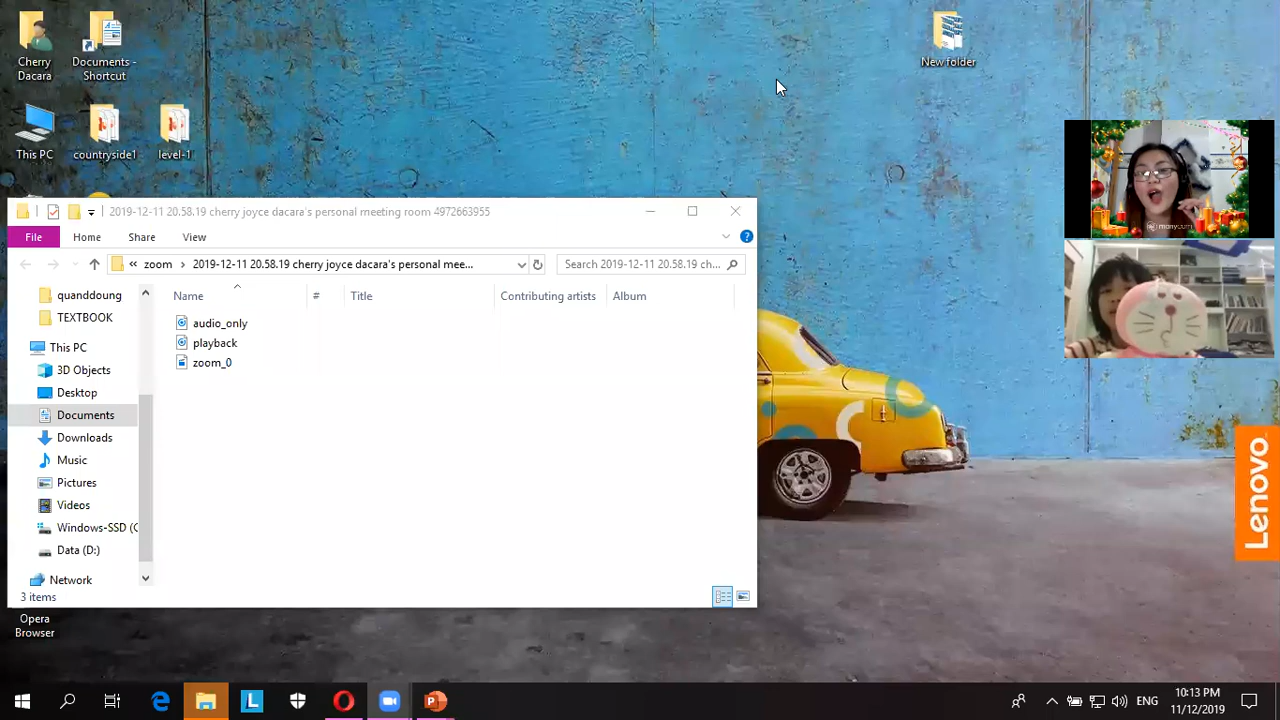 Cherry Dacara
Documents - Shortcut
New folder
This PC
countryside1
level-1
2019-12-11 20.58.19 cherry joyce dacara's personal meeting room 4972663955
File Home Share View
« zoom > 2019-12-11 20.58.19 cherry joyce dacara's personal mee...
Search 2019-12-11 20.58.19 ch...
Name # Title Contributing artists Album
quanddoung
TEXTBOOK
This PC
3D Objects
Desktop
Documents
Downloads
Music
Pictures
Videos
Windows-SSD (C
Data (D:)
Network
audio_only
playback
zoom_0
3 items
manycam
Lenovo
Opera Browser
ENG
10:13 PM
11/12/2019